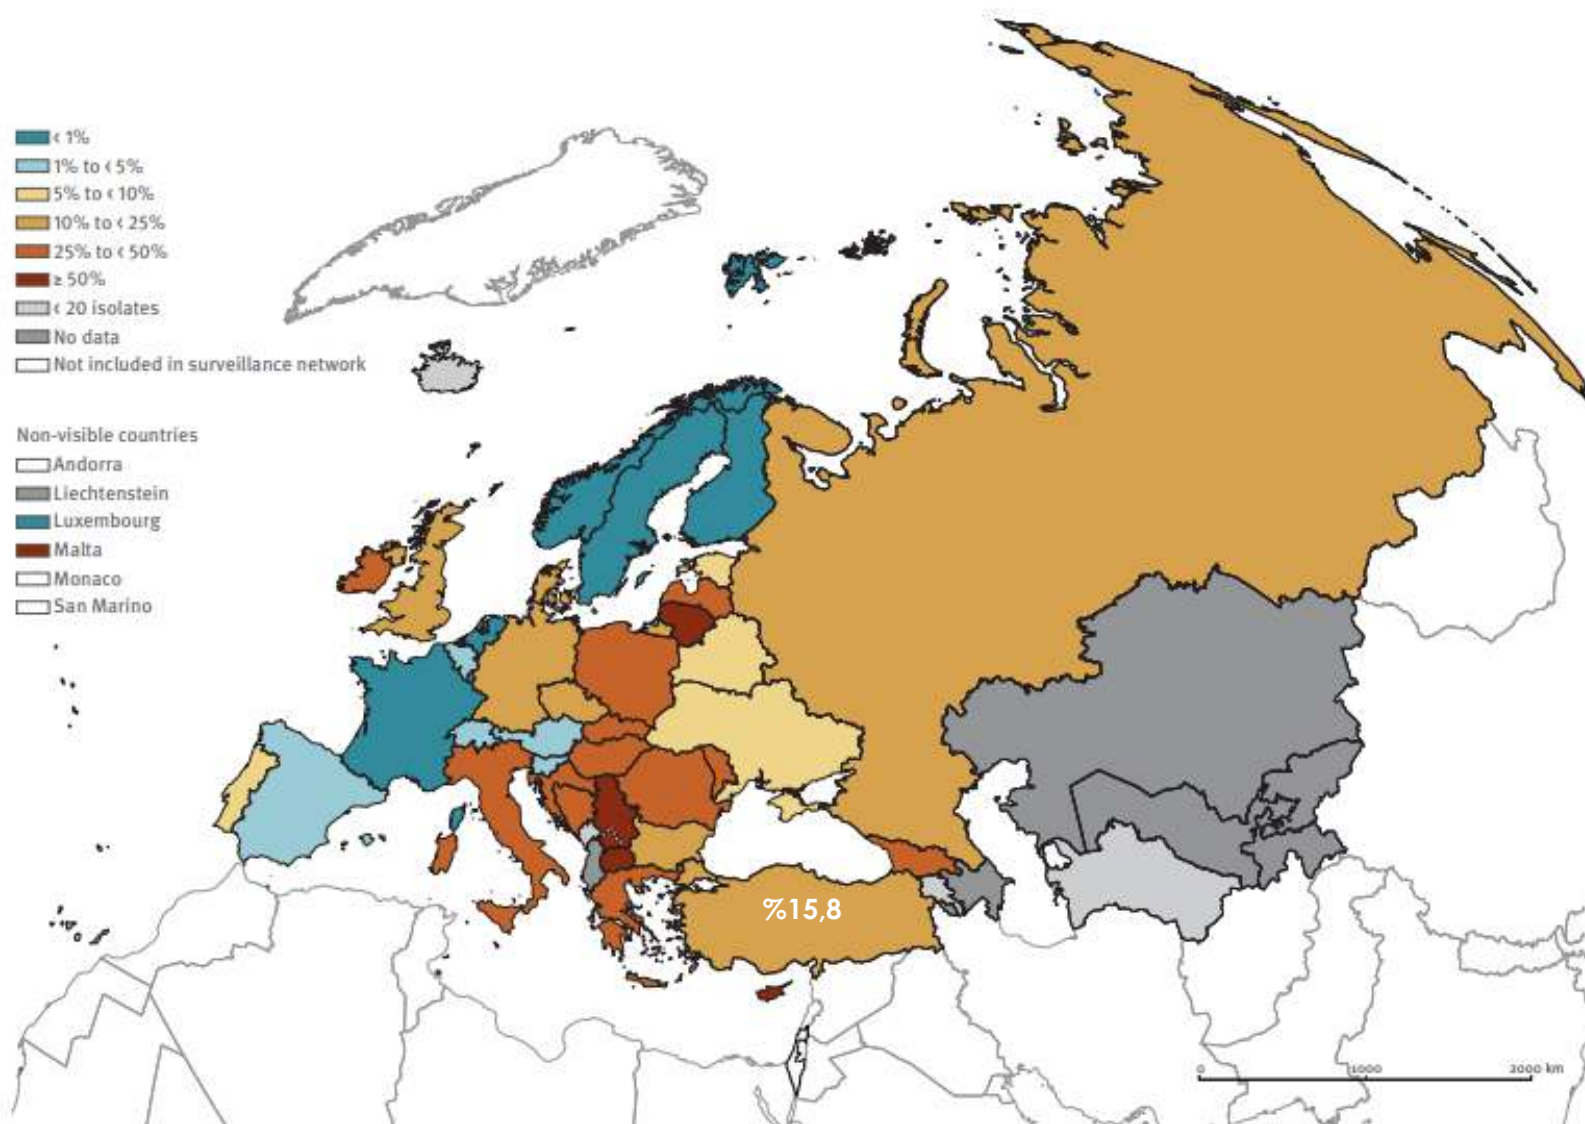 < 1%
1% to < 5%
5% to < 10%
10% to < 25%
25% to < 50%
≥ 50%
< 20 isolates
No data
Not included in surveillance network
Non-visible countries
Andorra
Liechtenstein
Luxembourg
Malta
Monaco
San Marino
%15,8
0 1000 2000 km